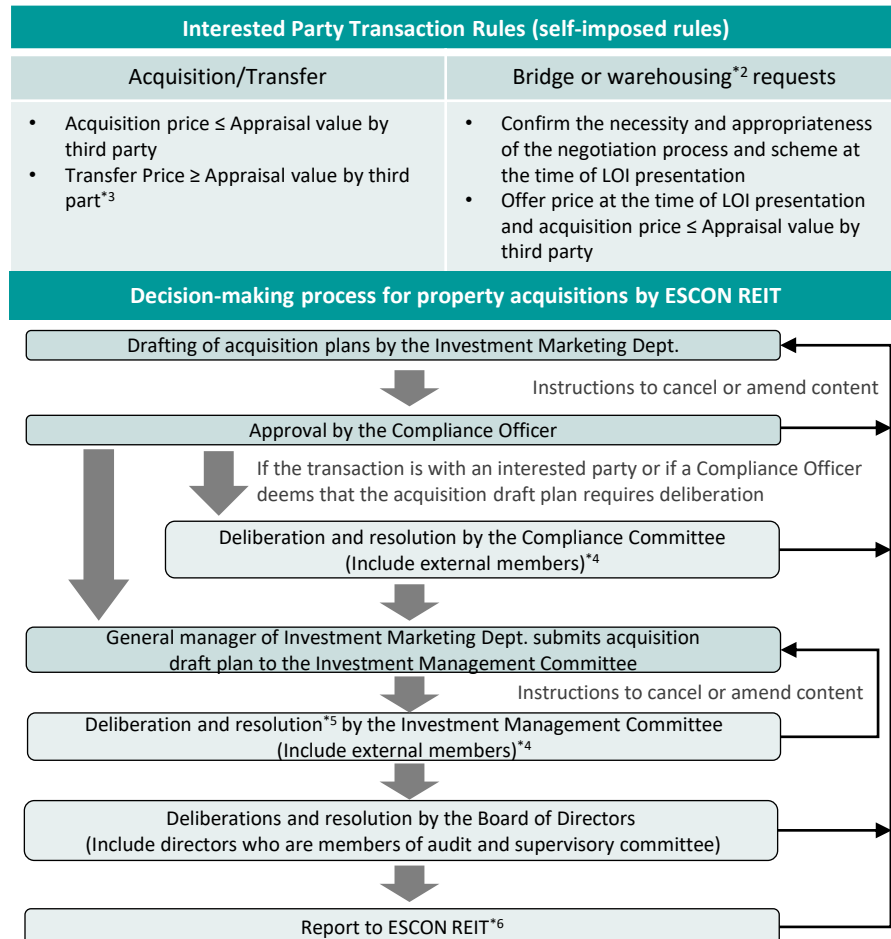 Interested Party Transaction Rules (self-imposed rules)
Acquisition/Transfer
• Acquisition price ≤ Appraisal value by
third party
• Transfer Price ≥ Appraisal value by third
part*3
Bridge or warehousing*2 requests
• Confirm the necessity and appropriateness
of the negotiation process and scheme at
the time of LOI presentation
• Offer price at the time of LOI presentation
and acquisition price ≤ Appraisal value by
third party
Decision-making process for property acquisitions by ESCON REIT
Drafting of acquisition plans by the Investment Marketing Dept.
Instructions to cancel or amend content
Approval by the Compliance Officer
If the transaction is with an interested party or if a Compliance Officer
deems that the acquisition draft plan requires deliberation
Deliberation and resolution by the Compliance Committee
(Include external members)*4
General manager of Investment Marketing Dept. submits acquisition
draft plan to the Investment Management Committee
Instructions to cancel or amend content
Deliberation and resolution*5 by the Investment Management Committee
(Include external members)*4
Deliberations and resolution by the Board of Directors
(Include directors who are members of audit and supervisory committee)
Report to ESCON REIT*6